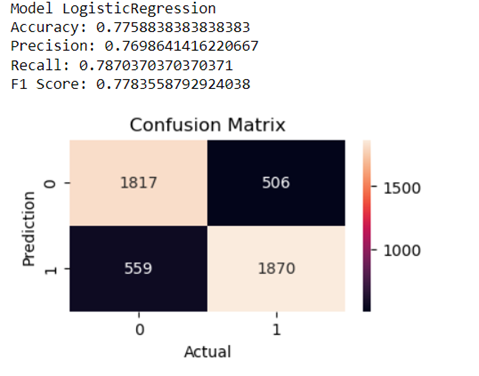 Model LogisticRegression
Accuracy: 0.7758838383838383
Precision: 0.7698641416220667
Recall: 0.7870370370370371
F1 Score: 0.7783558792924038
Confusion Matrix
0
1817
506
1500
Prediction
1000
1
559
1870
0
1
Actual